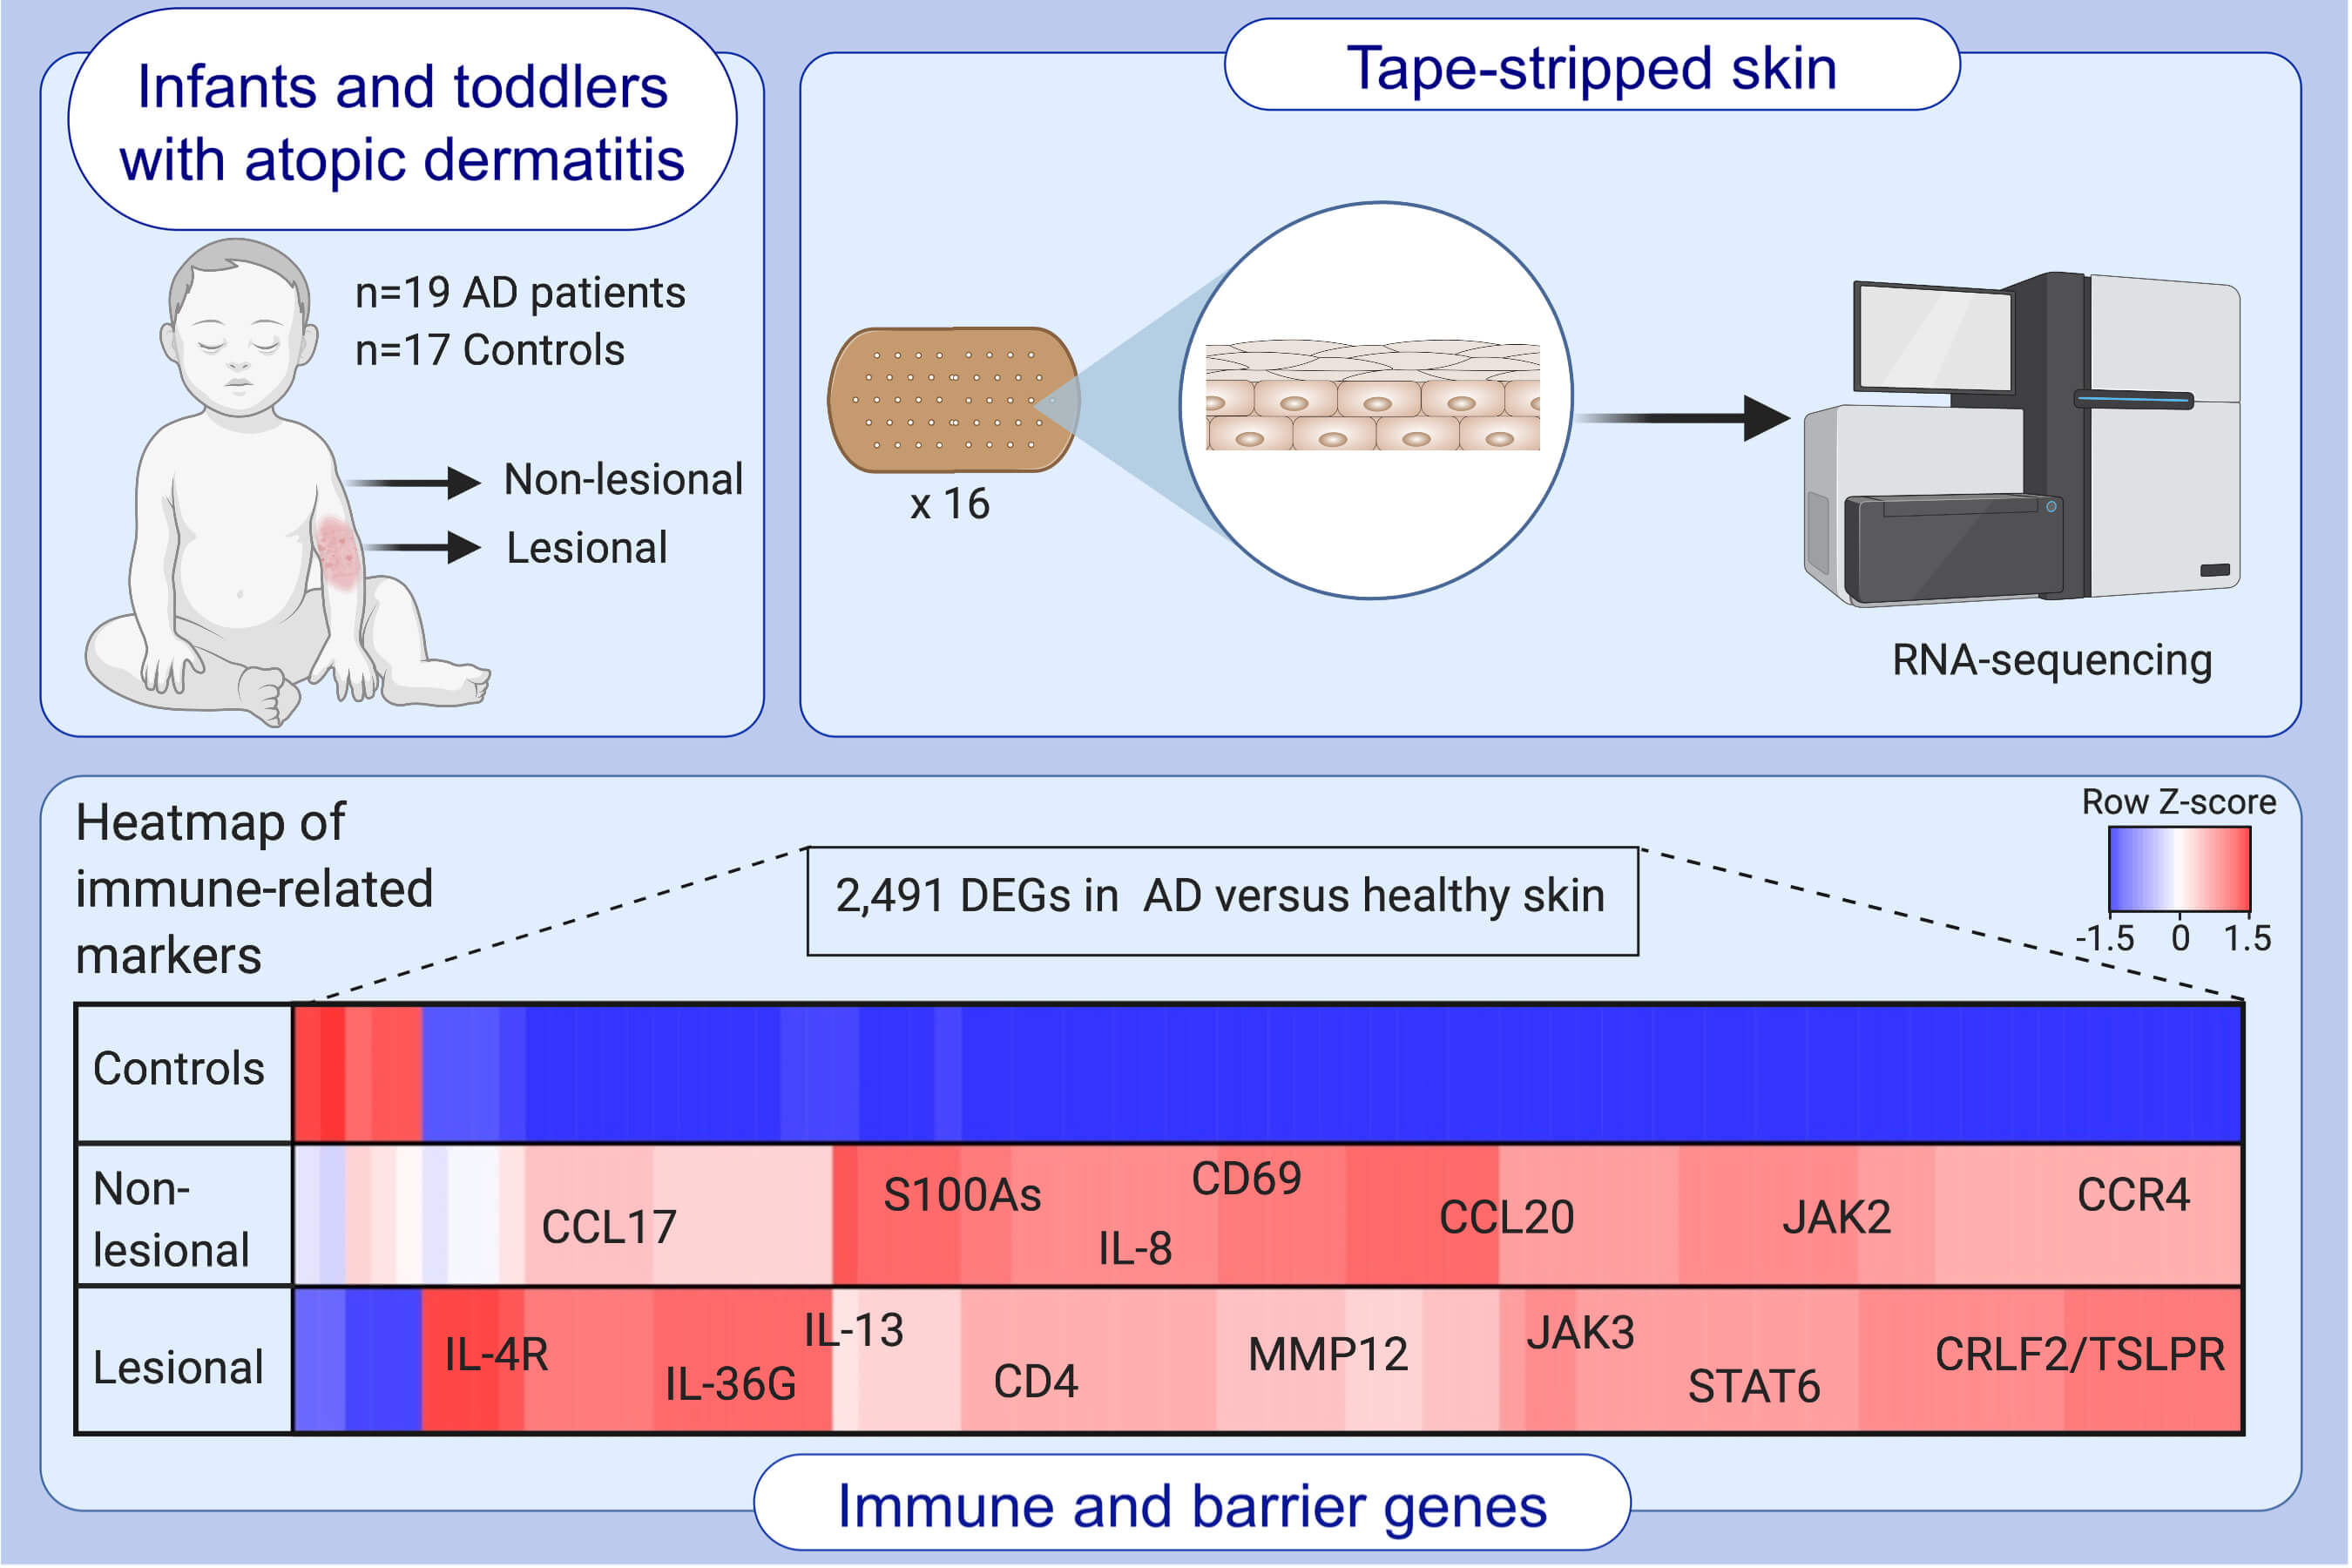 Infants and toddlers
with atopic dermatitis
n=19 AD patients
n=17 Controls
Non-lesional
Lesional
Tape-stripped skin
x 16
RNA-sequencing
Heatmap of
immune-related
markers
2,491 DEGs in  AD versus healthy skin
Row Z-score
-1.5 0 1.5
Controls
Non-
lesional
CCL17
S100As
IL-8
CD69
CCL20
JAK2
CCR4
Lesional
IL-4R
IL-36G
IL-13
CD4
MMP12
JAK3
STAT6
CRLF2/TSLPR
Immune and barrier genes